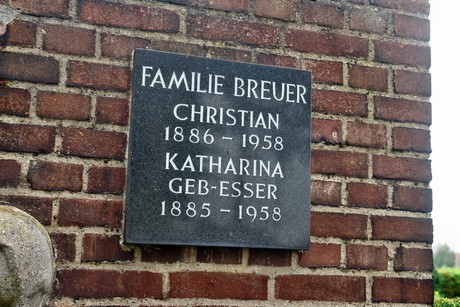 FAMILIE BREUER
CHRISTIAN
1886 - 1958
KATHARINA
GEB-ESSER
1885 - 1958